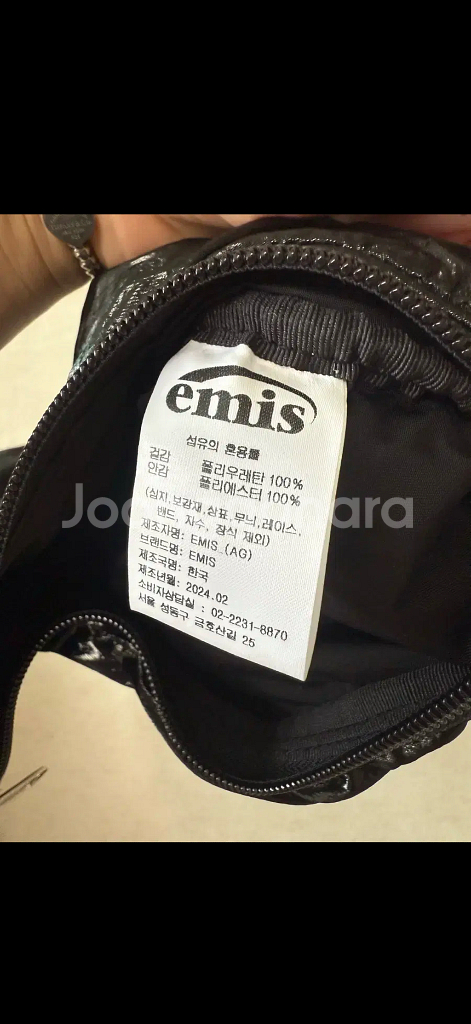 emis
섬유의 혼용률
겉감 폴리우레탄 100%
안감 폴리에스터 100%
(심지,보강재,상표,무늬,레이스,
밴드, 자수, 장식 제외)
제조자명: EMIS_(AG)
브랜드명: EMIS
제조국명: 한국
제조년월: 2024.02
소비자상담실 : 02-2231-8870
서울 성동구 금호산길 25